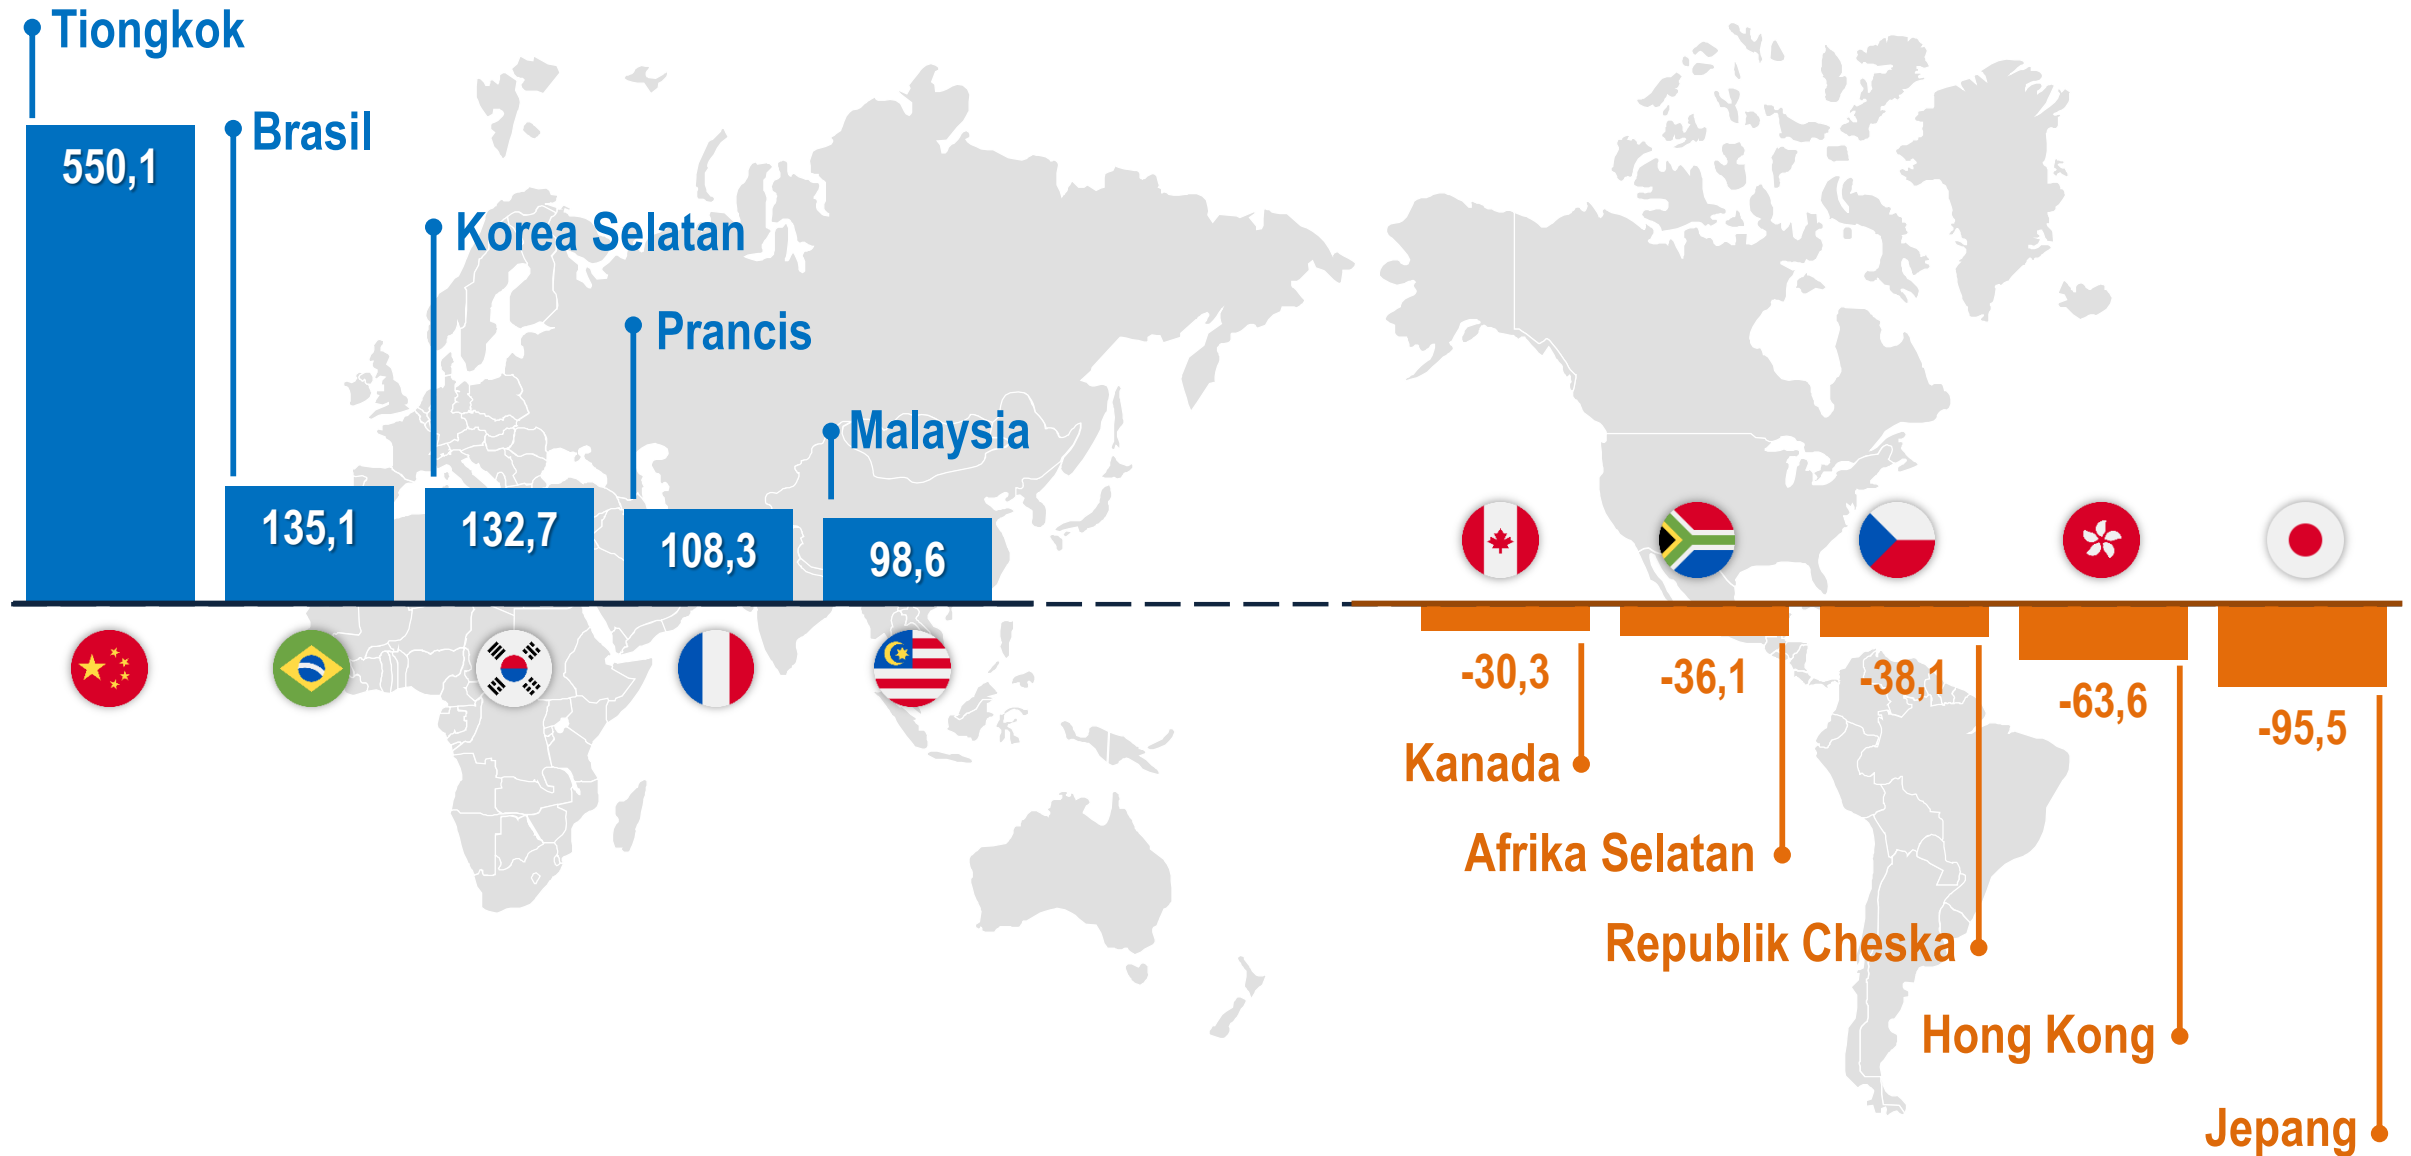 Tiongkok
Brasil
550,1
Korea Selatan
Prancis
Malaysia
135,1
132,7
108,3
98,6
-30,3
-36,1
-38,1
-63,6
-95,5
Kanada
Afrika Selatan
Republik Cheska
Hong Kong
Jepang